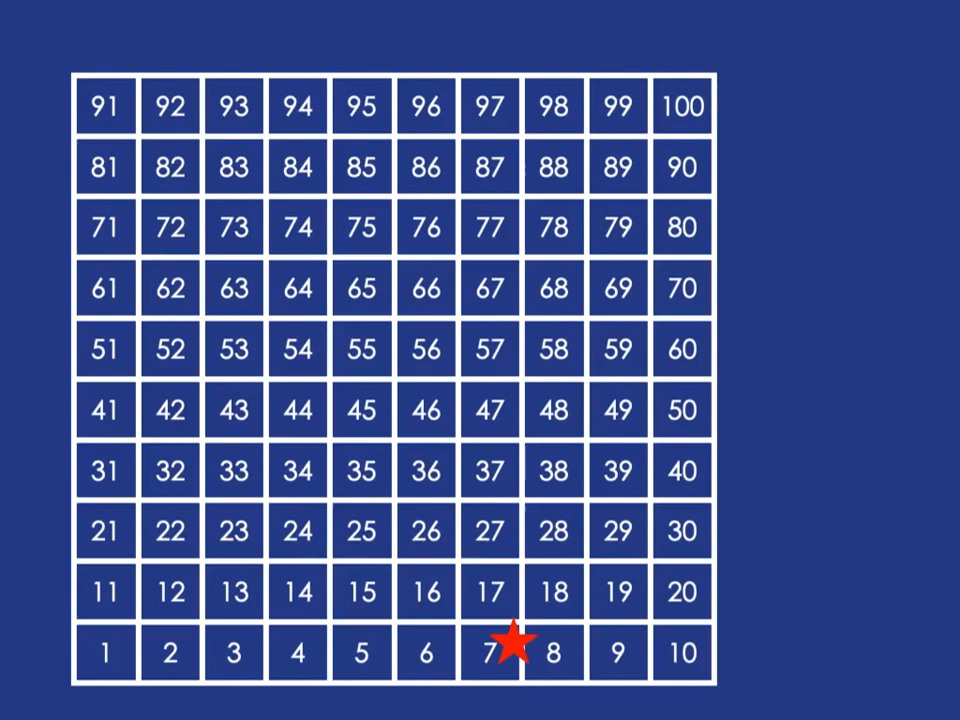 91 92 93 94 95 96 97 98 99 100
81 82 83 84 85 86 87 88 89 90
71 72 73 74 75 76 77 78 79 80
61 62 63 64 65 66 67 68 69 70
51 52 53 54 55 56 57 58 59 60
41 42 43 44 45 46 47 48 49 50
31 32 33 34 35 36 37 38 39 40
21 22 23 24 25 26 27 28 29 30
11 12 13 14 15 16 17 18 19 20
1 2 3 4 5 6 7 8 9 10